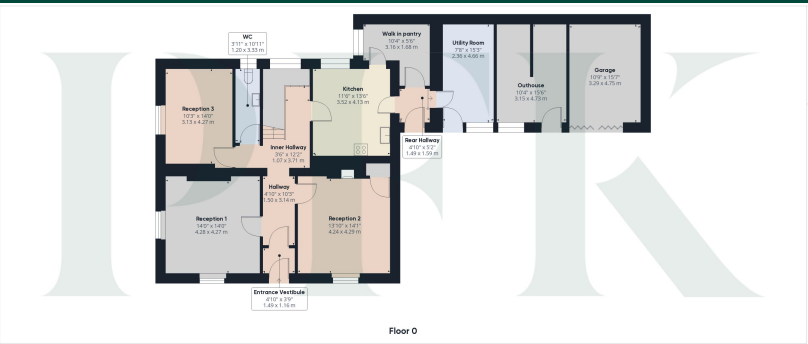 WC
3'11" x 10'11"
1.20 x 3.33 m
Walk in pantry
10'4" x 5'6"
3.16 x 1.68 m
Utility Room
7'8" x 15'3"
2.36 x 4.66 m
Outhouse
10'4" x 15'6"
3.15 x 4.73 m
Garage
10'9" x 15'7"
3.29 x 4.75 m
Reception 3
10'3" x 14'0"
3.13 x 4.27 m
Kitchen
11'6" x 13'6"
3.52 x 4.13 m
Inner Hallway
3'6" x 12'2"
1.07 x 3.71 m
Rear Hallway
4'10" x 5'2"
1.49 x 1.59 m
Hallway
4'10" x 10'3"
1.50 x 3.14 m
Reception 1
14'0" x 14'0"
4.28 x 4.27 m
Reception 2
13'10" x 14'1"
4.24 x 4.29 m
Entrance Vestibule
4'10" x 3'9"
1.49 x 1.16 m
Floor 0
PFK